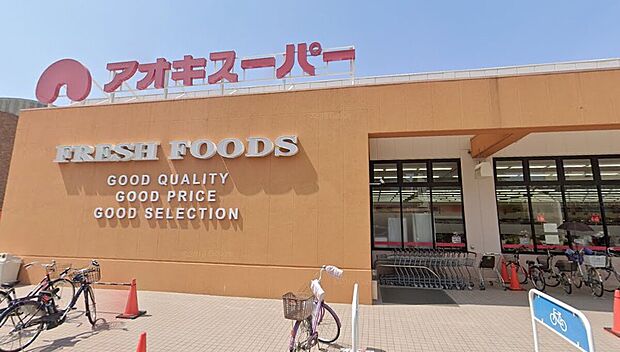 アオキスーパー
FRESH FOODS
GOOD QUALITY
GOOD PRICE
GOOD SELECTION